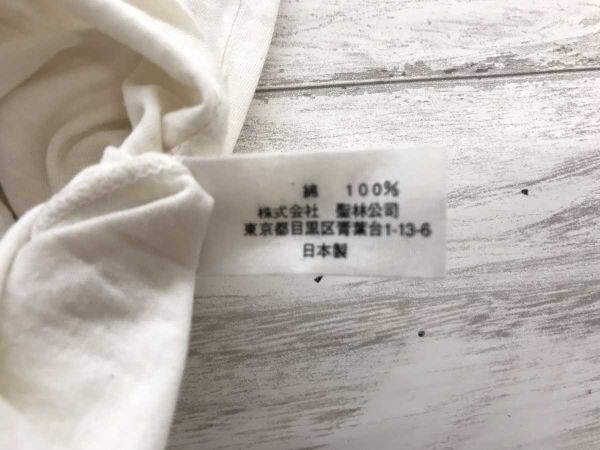 綿 100%
株式会社 聖林公司
東京都目黒区青葉台1-13-6
日本製